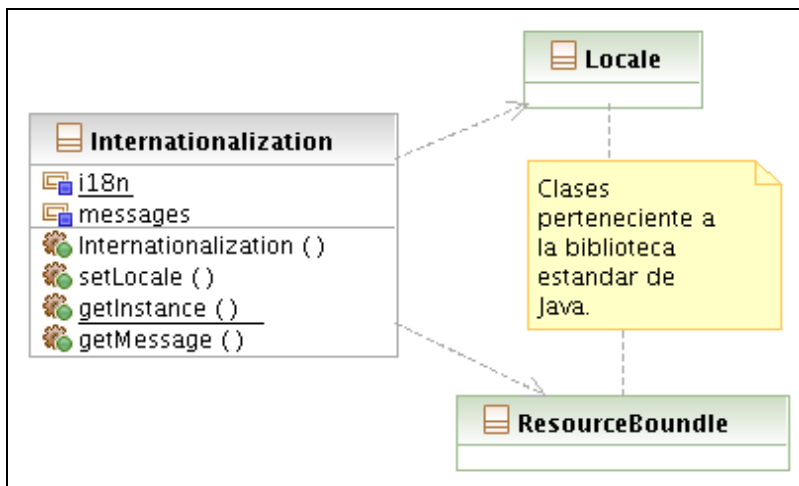 Locale
Internationalization
i18n
messages
Internationalization ( )
setLocale ( )
getInstance ( )
getMessage ( )
Clases
perteneciente a
la biblioteca
estandar de
Java.
ResourceBoundle